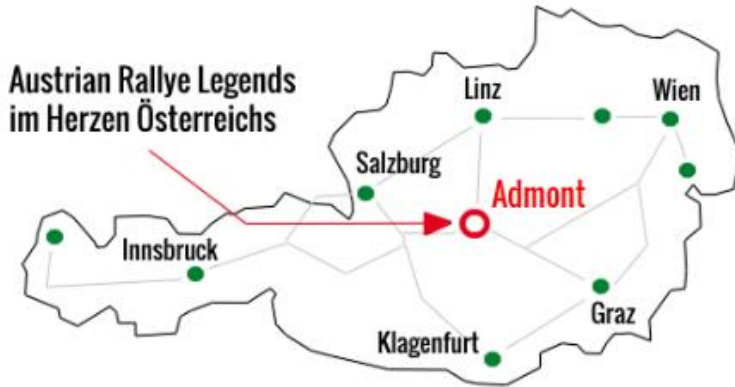 Austrian Rallye Legends
im Herzen Österreichs
Linz
Wien
Salzburg
Admont
Innsbruck
Graz
Klagenfurt